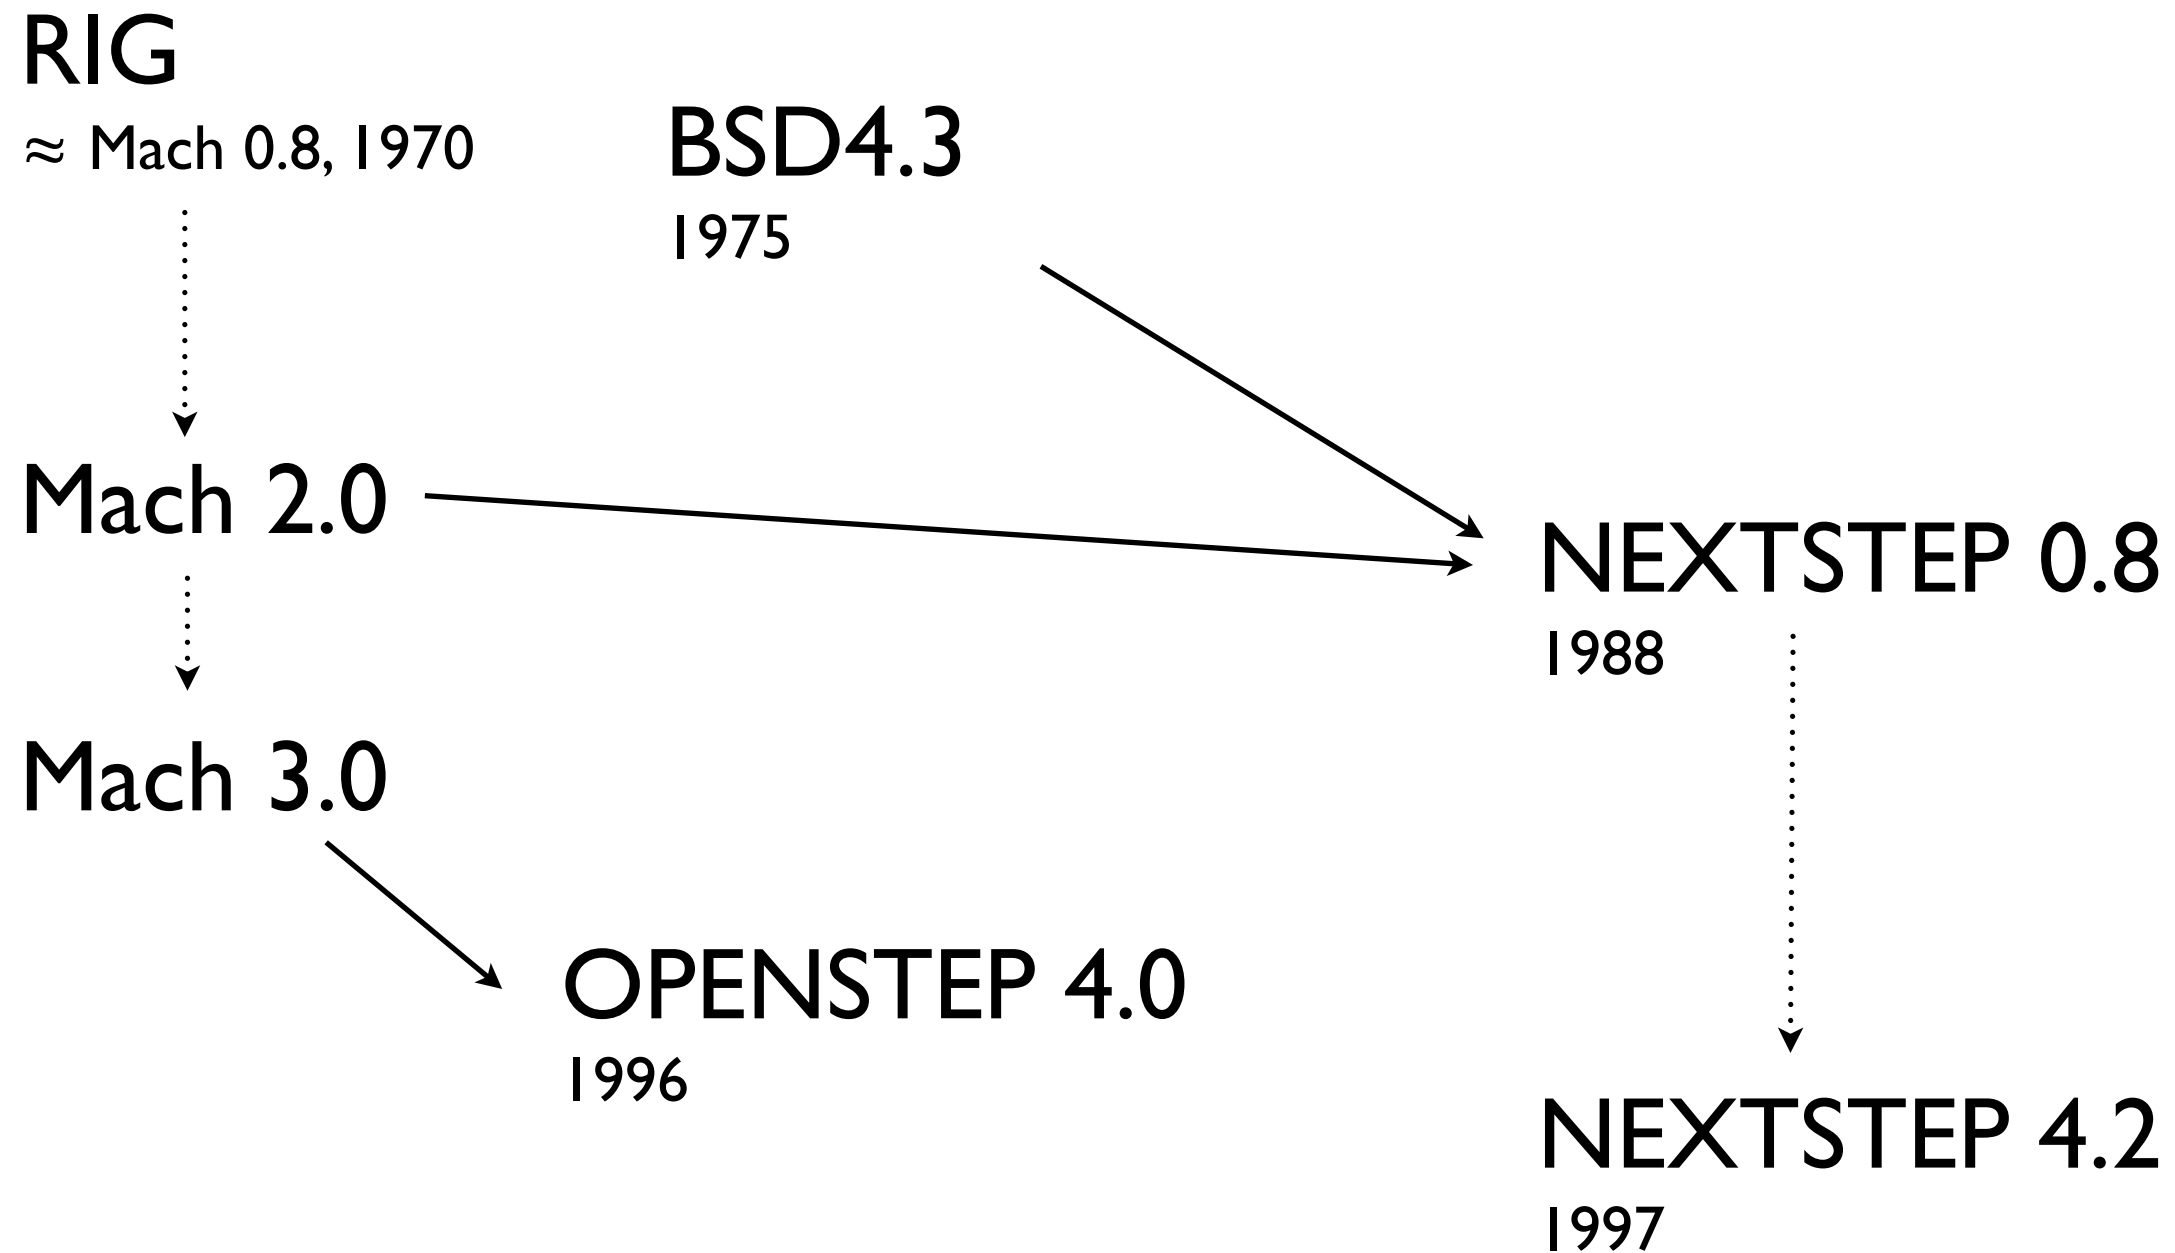 RIG
≈ Mach 0.8, 1970
BSD4.3
1975
Mach 2.0
NEXTSTEP 0.8
1988
Mach 3.0
OPENSTEP 4.0
1996
NEXTSTEP 4.2
1997